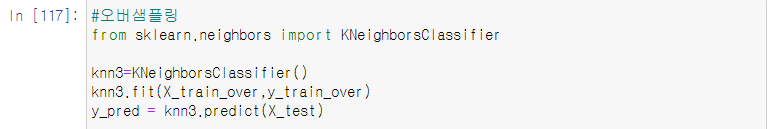 In [117]: #오버샘플링
from sklearn.neighbors import KNeighborsClassifier
knn3=KNeighborsClassifier()
knn3.fit(X_train_over,y_train_over)
y_pred = knn3.predict(X_test)